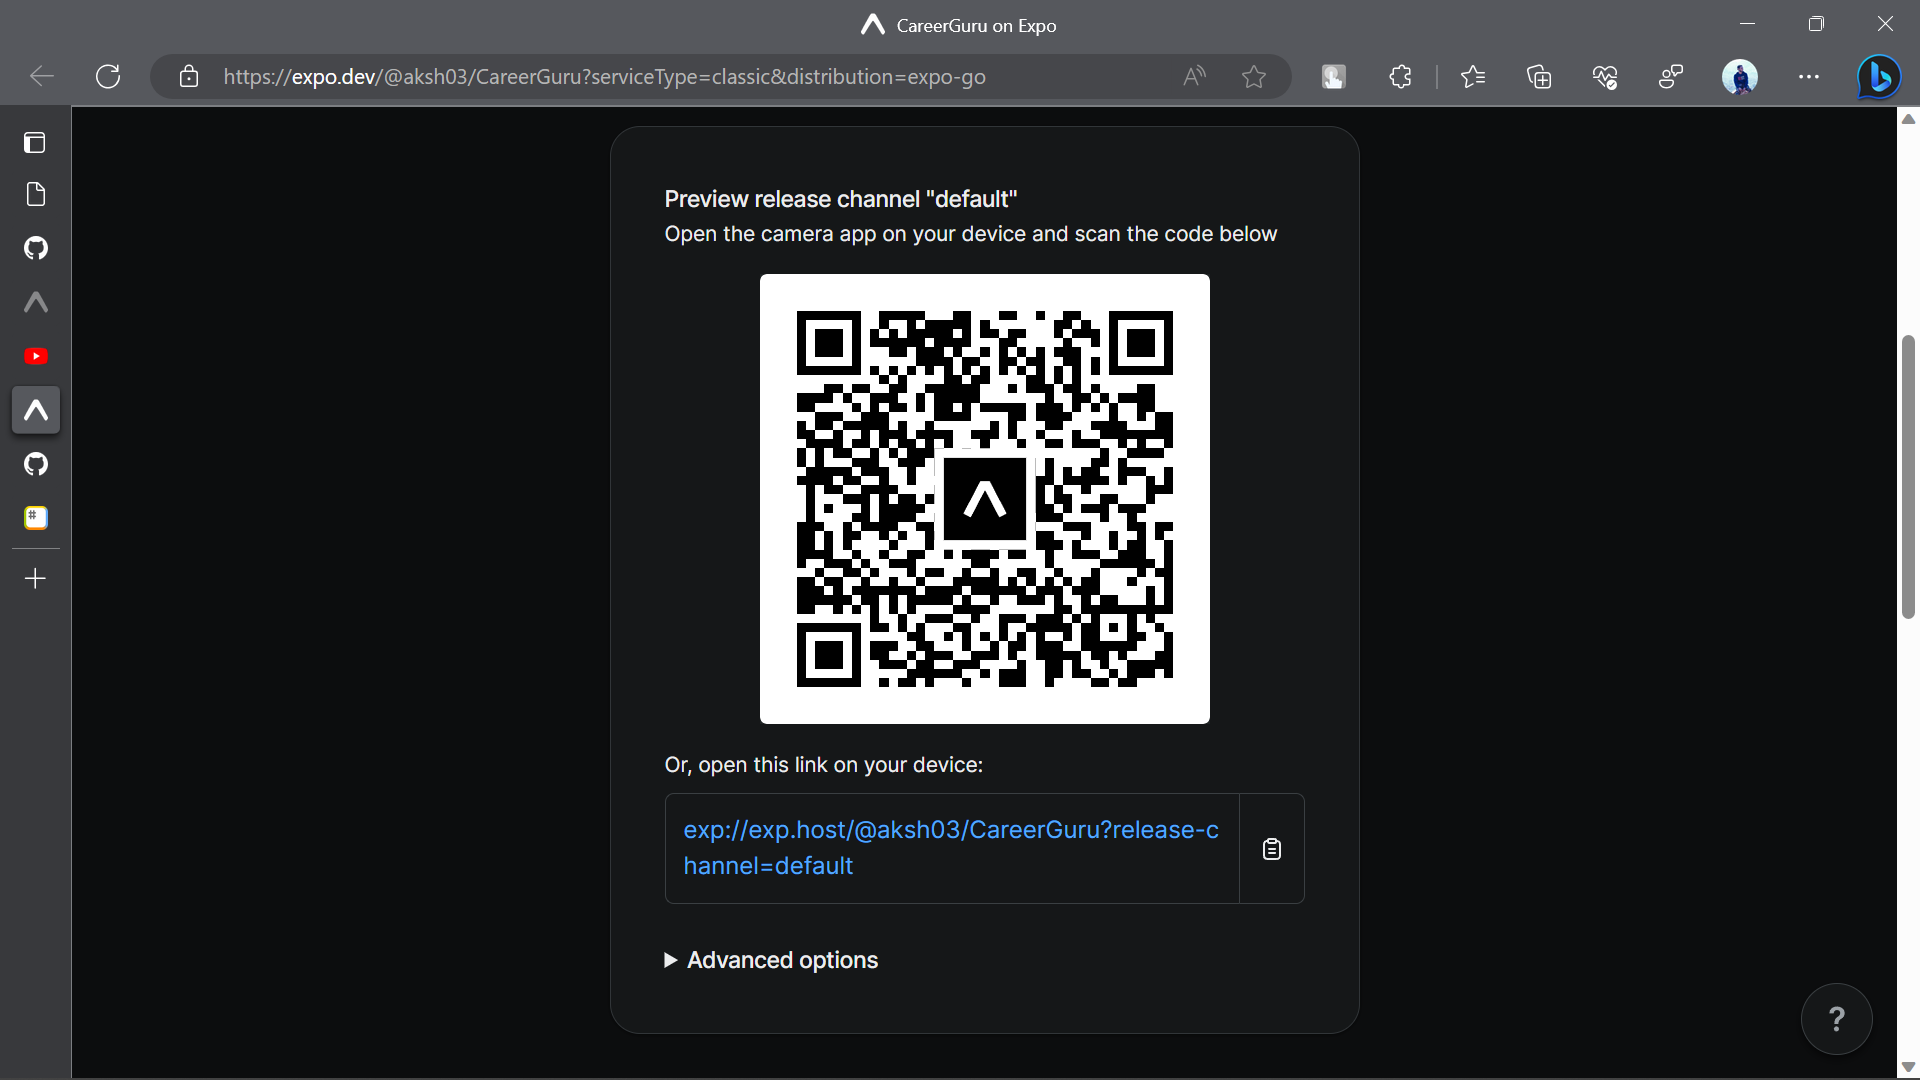 CareerGuru on Expo
https://expo.dev/@aksh03/CareerGuru?serviceType=classic&distribution=expo-go
Preview release channel "default"
Open the camera app on your device and scan the code below
Or, open this link on your device:
exp://exp.host/@aksh03/CareerGuru?release-c
hannel=default
Advanced options
?